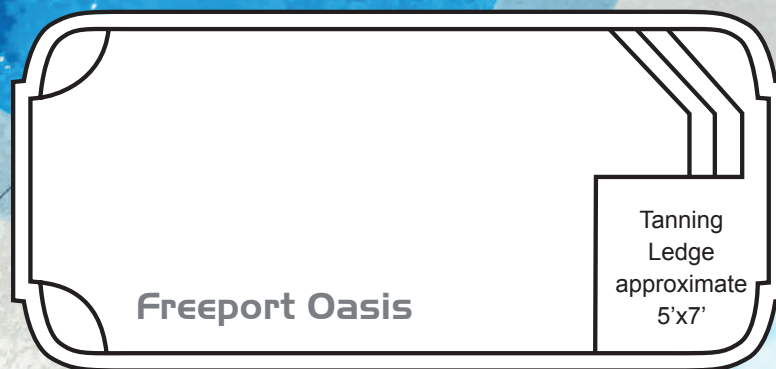 Tanning
Ledge
approximate
5’x7’
Freeport Oasis